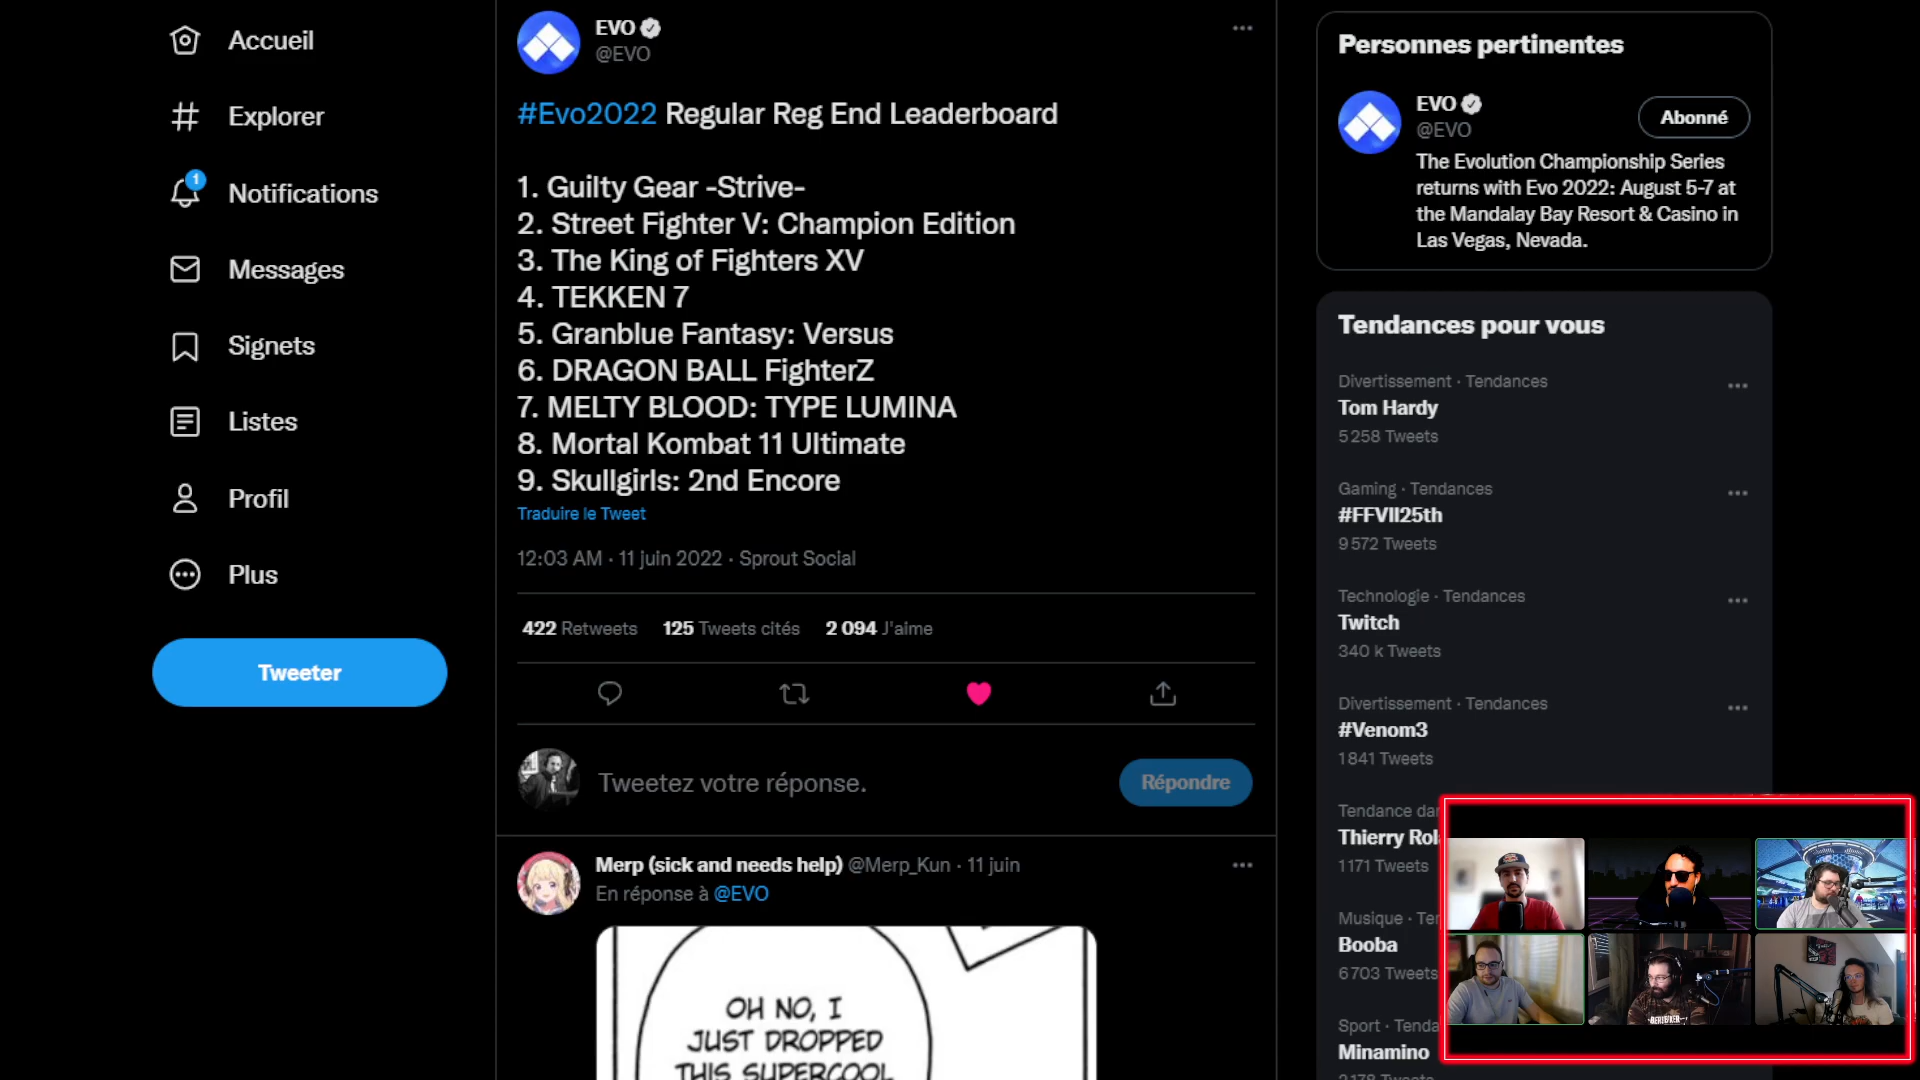 Accueil
Explorer
1
Notifications
Messages
Signets
Listes
Profil
Plus
Tweeter
EVO
@EVO
#Evo2022 Regular Reg End Leaderboard
1. Guilty Gear -Strive-
2. Street Fighter V: Champion Edition
3. The King of Fighters XV
4. TEKKEN 7
5. Granblue Fantasy: Versus
6. DRAGON BALL FighterZ
7. MELTY BLOOD: TYPE LUMINA
8. Mortal Kombat 11 Ultimate
9. Skullgirls: 2nd Encore
Traduire le Tweet
12:03 AM · 11 juin 2022 · Sprout Social
422 Retweets 125 Tweets cités 2 094 J'aime
Tweetez votre réponse.
Répondre
Merp (sick and needs help) @Merp_Kun · 11 juin
En réponse à @EVO
OH NO, I
JUST DROPPED
THIS SUPERCOOL
Personnes pertinentes
EVO
@EVO
Abonné
The Evolution Championship Series
returns with Evo 2022: August 5-7 at
the Mandalay Bay Resort & Casino in
Las Vegas, Nevada.
Tendances pour vous
Divertissement · Tendances
Tom Hardy
5 258 Tweets
Gaming · Tendances
#FFVII25th
9 572 Tweets
Technologie · Tendances
Twitch
340 k Tweets
Divertissement · Tendances
#Venom3
1 841 Tweets
Tendance da
Thierry Rol
1 171 Tweets
Musique · Te
Booba
6 703 Tweets
Sport · Tenda
Minamino